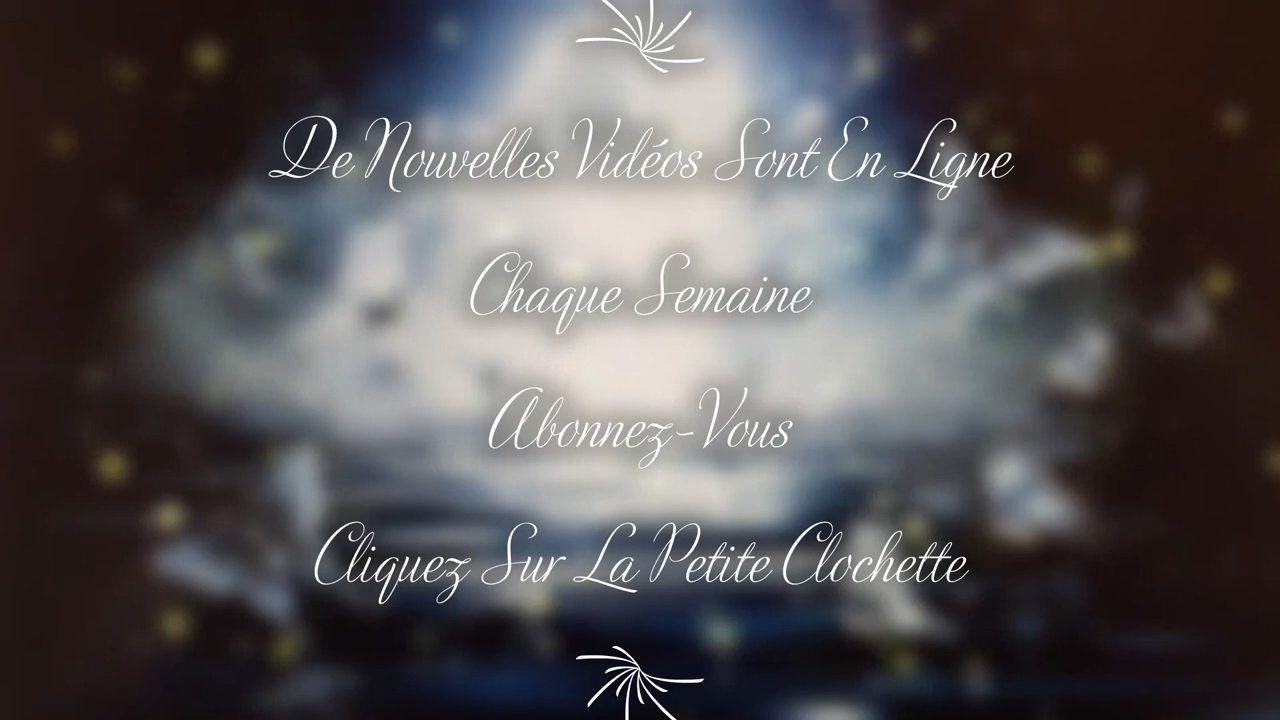 De Nouvelles Vidéos Sont En Ligne
Chaque Semaine
Abonnez-Vous
Cliquez Sur La Petite Clochette